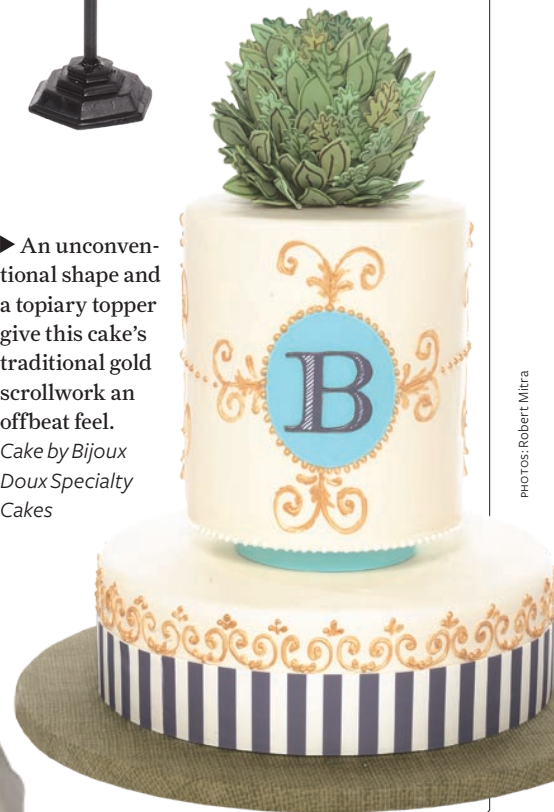 ▶ An unconven-
tional shape and
a topiary topper
give this cake's
traditional gold
scrollwork an
offbeat feel.
Cake by Bijoux
Doux Specialty
Cakes
B
PHOTOS: Robert Mitra